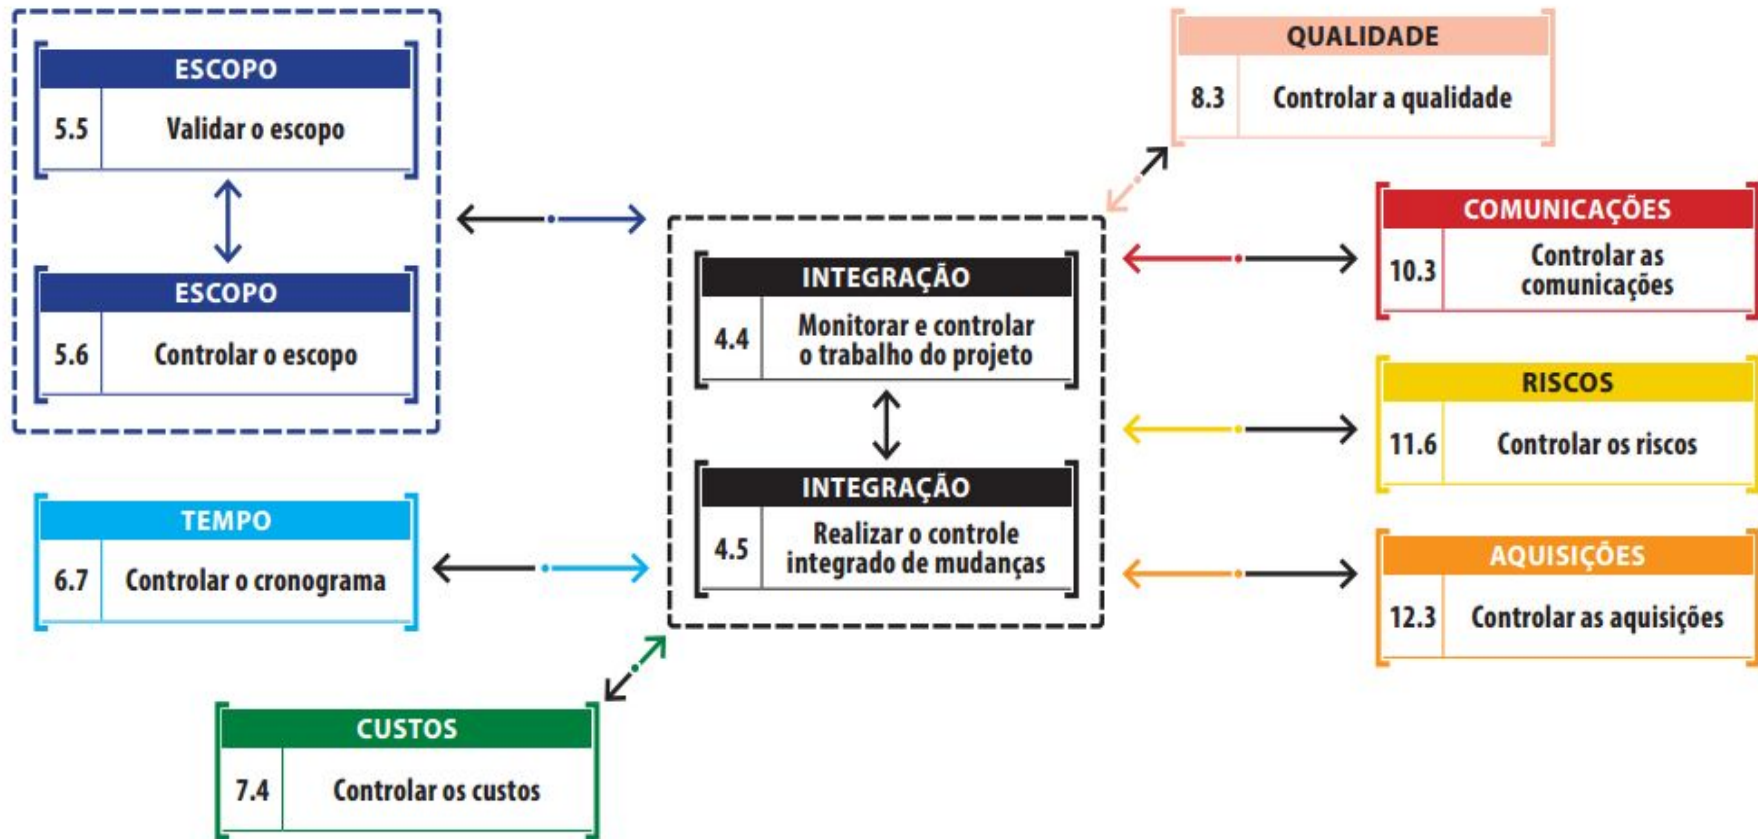 ESCOPO
5.5
Validar o escopo
ESCOPO
5.6
Controlar o escopo
TEMPO
6.7
Controlar o cronograma
CUSTOS
7.4
Controlar os custos
INTEGRAÇÃO
4.4
Monitorar e controlar
o trabalho do projeto
INTEGRAÇÃO
4.5
Realizar o controle
integrado de mudanças
QUALIDADE
8.3
Controlar a qualidade
COMUNICAÇÕES
10.3
Controlar as
comunicações
RISCOS
11.6
Controlar os riscos
AQUISIÇÕES
12.3
Controlar as aquisições